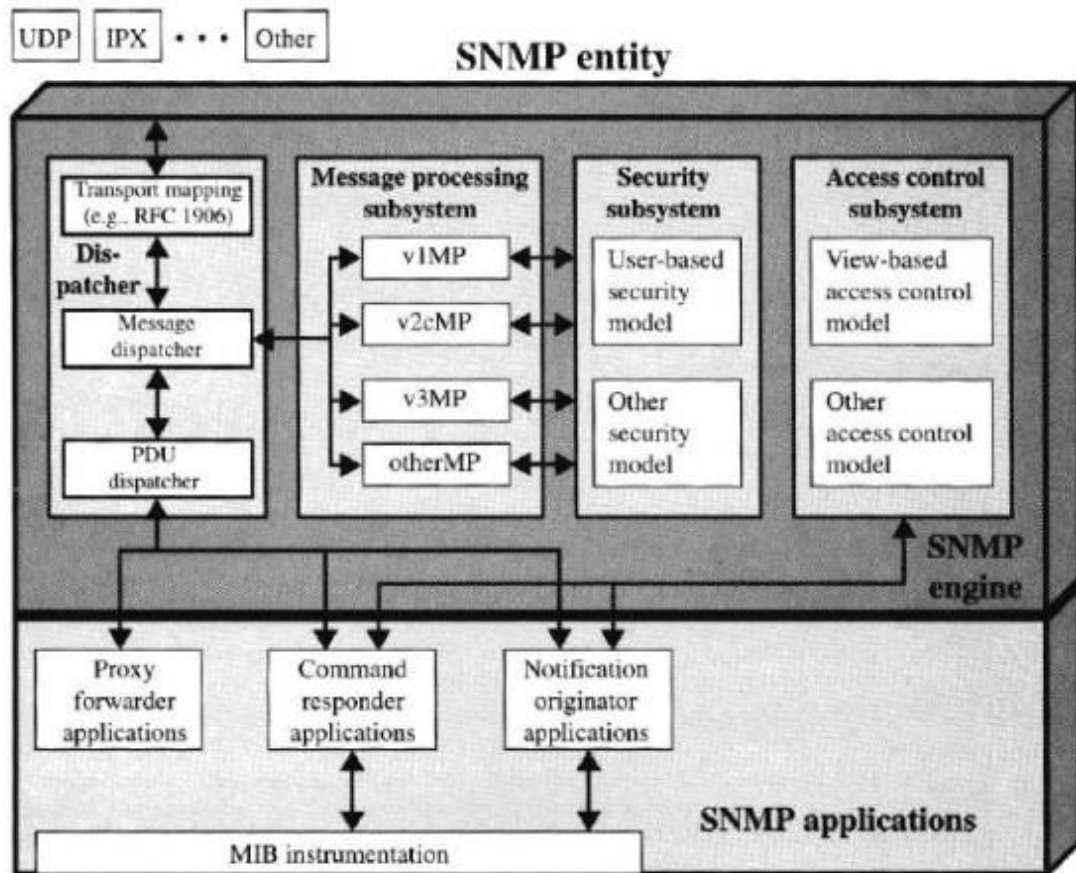 UDP
IPX
• • •
Other
SNMP entity
Transport mapping
(e.g., RFC 1906)
Dis-
patcher
Message
dispatcher
PDU
dispatcher
Message processing
subsystem
v1MP
v2cMP
v3MP
otherMP
Security
subsystem
User-based
security
model
Other
security
model
Access control
subsystem
View-based
access control
model
Other
access control
model
SNMP
engine
Proxy
forwarder
applications
Command
responder
applications
Notification
originator
applications
SNMP applications
MIB instrumentation